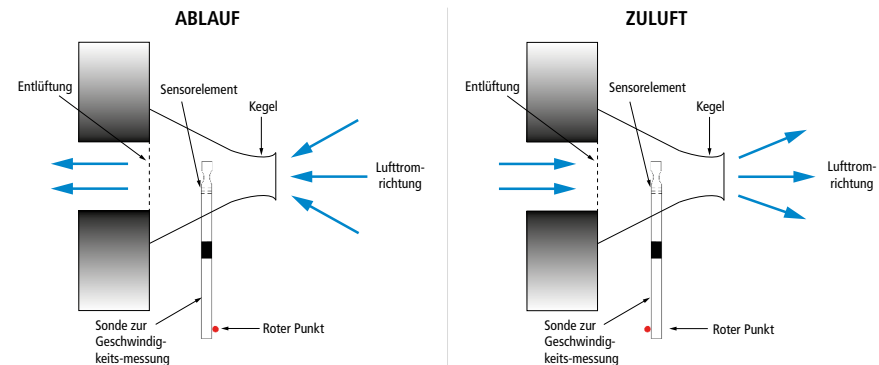 ABLAUF
Entlüftung
Sensorelement
Kegel
Lufttrom-
richtung
Sonde zur
Geschwindig-
keits-messung
Roter Punkt
ZULUFT
Entlüftung
Sensorelement
Kegel
Lufttrom-
richtung
Sonde zur
Geschwindig-
keits-messung
Roter Punkt